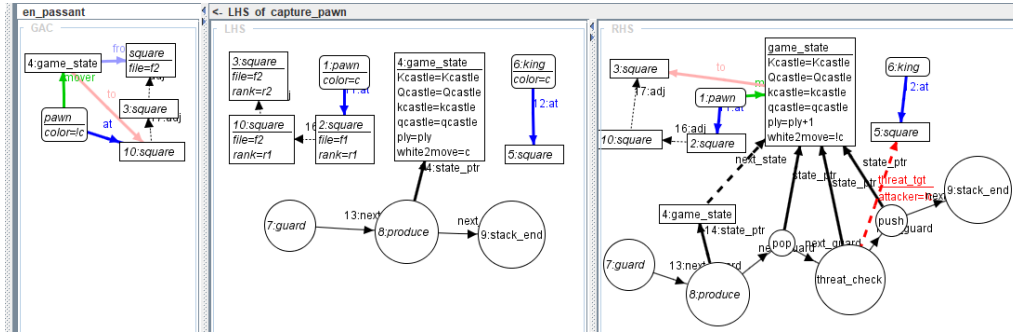 en_passant
GAC
4:game_state
fro
square
file=f2
mover
to
3:square
pawn
color=!c
at
10:square
<- LHS of capture_pawn
LHS
3:square
file=f2
rank=r2
1:pawn
color=c
4:game_state
Kcastle=Kcastle
Qcastle=Qcastle
kcastle=kcastle
qcastle=qcastle
ply=ply
white2move=c
6:king
color=c
12:at
10:square
file=f2
rank=r1
2:square
file=f1
rank=r1
5:square
7:guard
13:next
8:produce
next
9:stack_end
RHS
game_state
Kcastle=Kcastle
Qcastle=Qcastle
kcastle=kcastle
qcastle=qcastle
ply=ply+1
white2move=!c
6:king
3:square
to
17:adj
1:pawn
12:at
5:square
10:square
16:adj
2:square
next_state
state_ptr
state_ptr
state_ptr
threat_tgt
4:game_state
14:state_ptr
push
9:stack_end
pop
7:guard
8:produce
threat_check